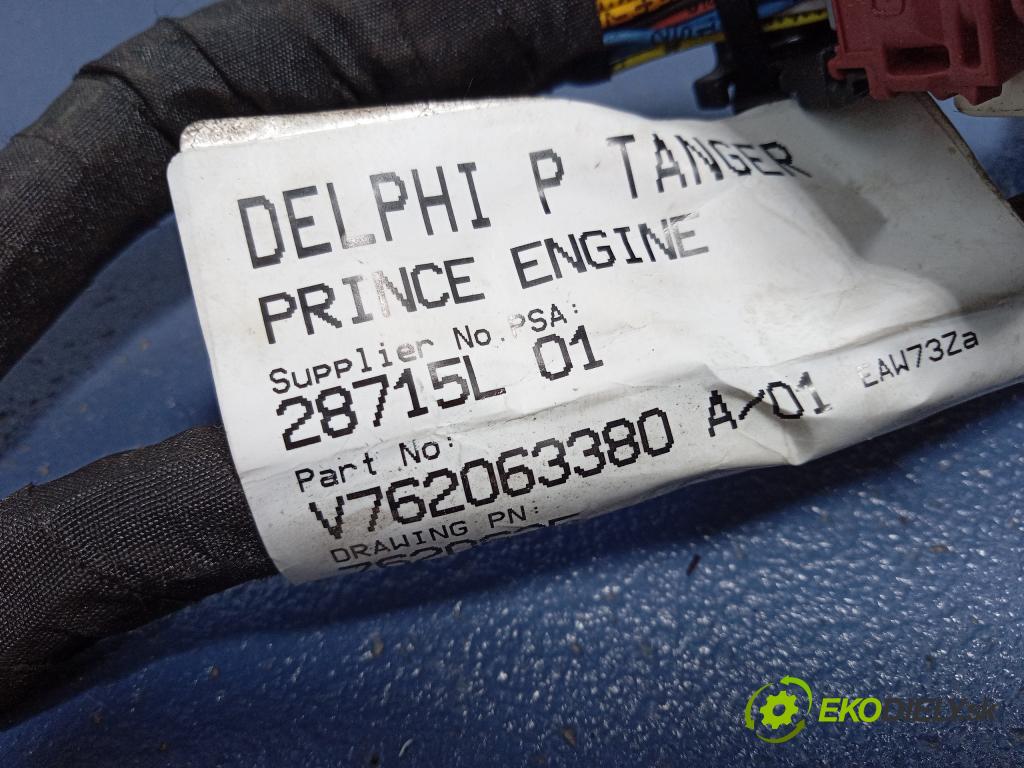 DELPHI P TANGER
PRINCE ENGINE
Supplier No.PSA:
28715L 01
Part No:
V762063380 A/01 EAW73Za
DRAWING PN:
EKODIELY.sk